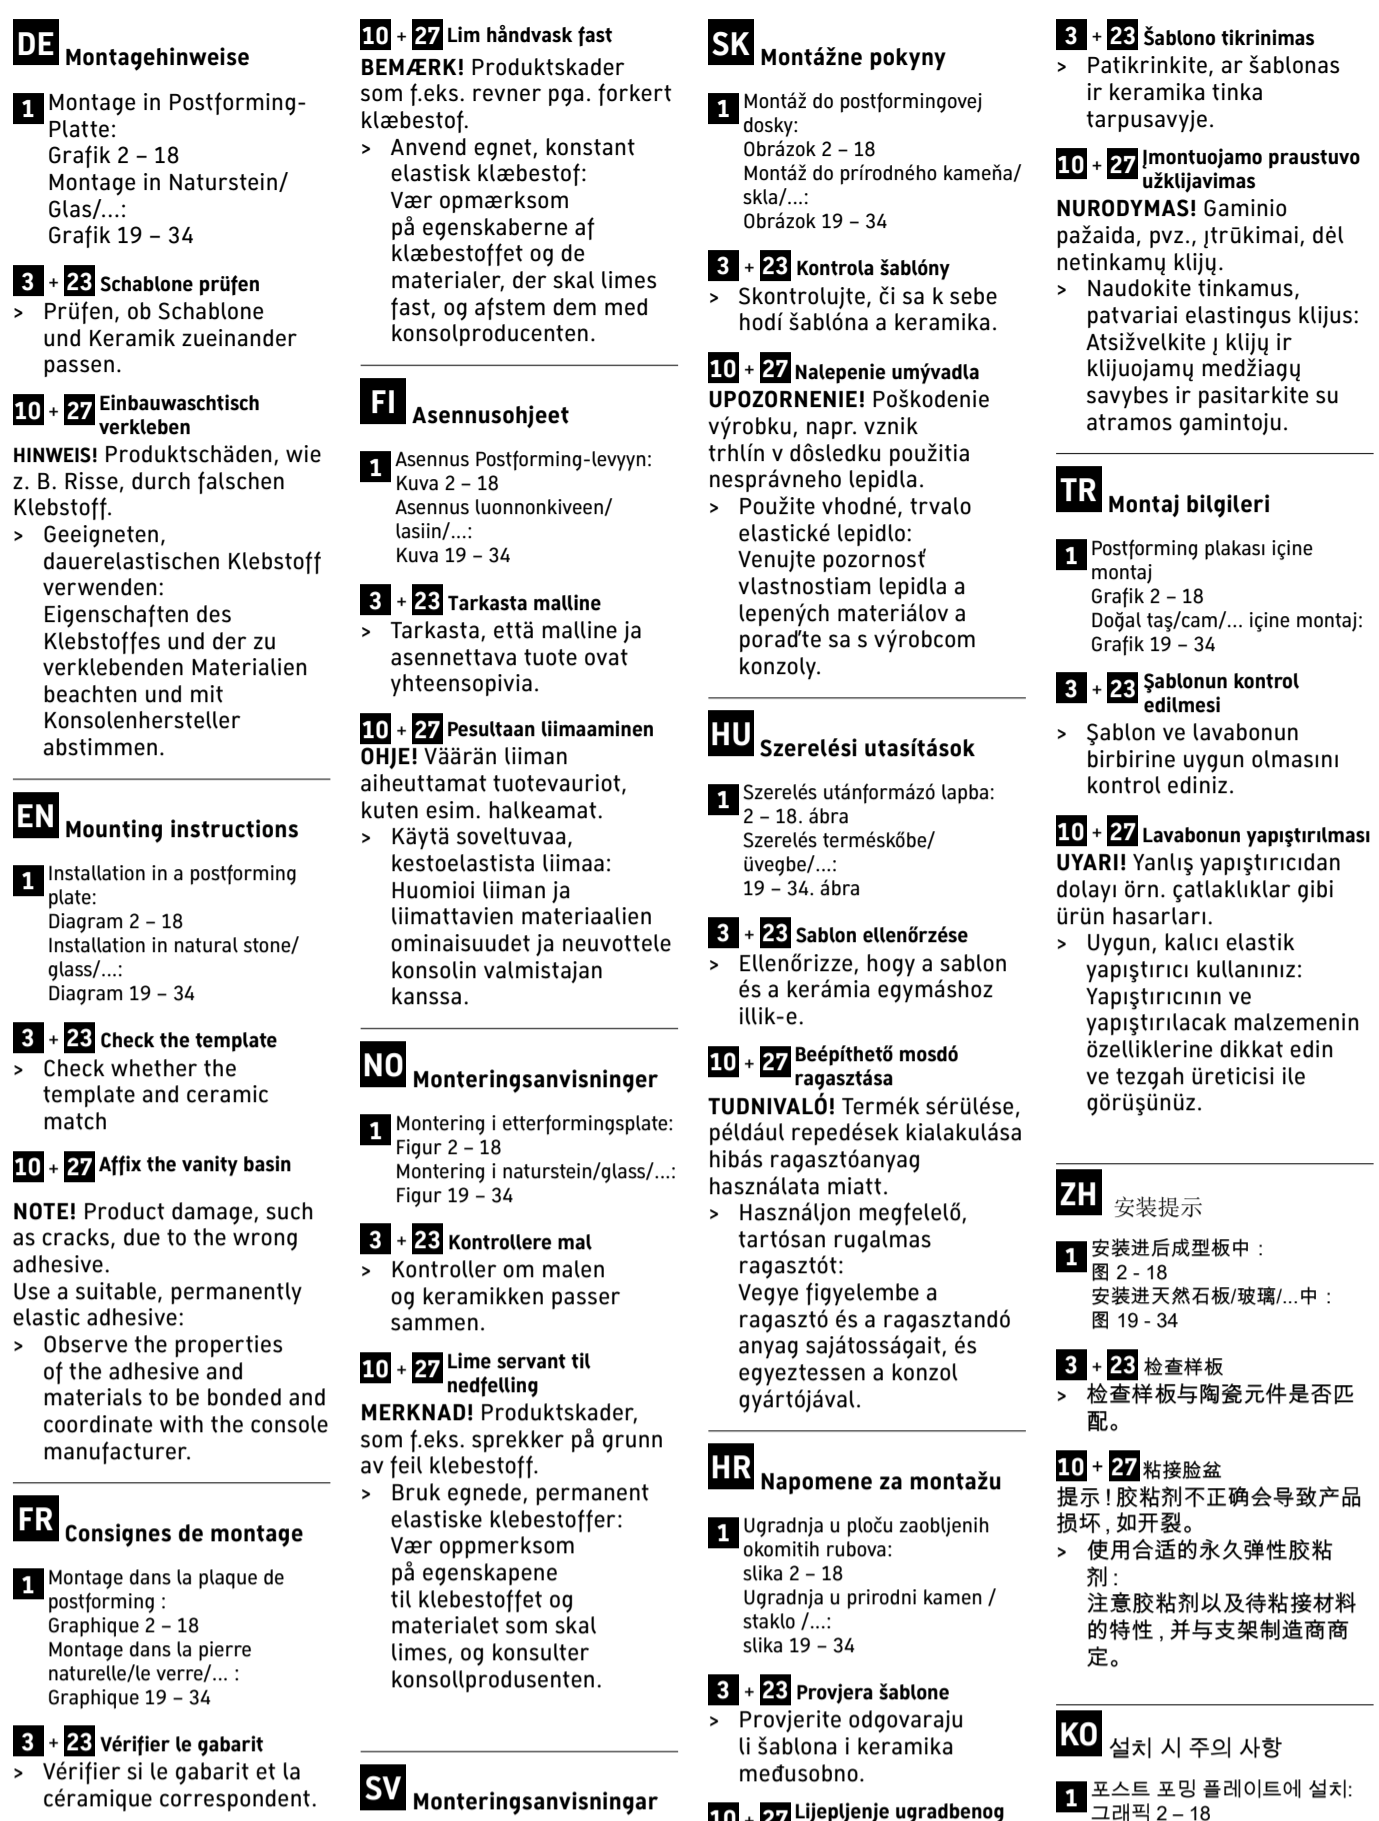 DE Montagehinweise
1 Montage in Postforming-
Platte:
Grafik 2 – 18
Montage in Naturstein/
Glas/...:
Grafik 19 – 34
3 + 23 Schablone prüfen
> Prüfen, ob Schablone
und Keramik zueinander
passen.
10 + 27 Einbauwaschtisch
verkleben
HINWEIS! Produktschäden, wie
z. B. Risse, durch falschen
Klebstoff.
> Geeigneten,
dauerelastischen Klebstoff
verwenden:
Eigenschaften des
Klebstoffes und der zu
verklebenden Materialien
beachten und mit
Konsolenhersteller
abstimmen.
EN Mounting instructions
1 Installation in a postforming
plate:
Diagram 2 – 18
Installation in natural stone/
glass/...:
Diagram 19 – 34
3 + 23 Check the template
> Check whether the
template and ceramic
match
10 + 27 Affix the vanity basin
NOTE! Product damage, such
as cracks, due to the wrong
adhesive.
Use a suitable, permanently
elastic adhesive:
> Observe the properties
of the adhesive and
materials to be bonded and
coordinate with the console
manufacturer.
FR Consignes de montage
1 Montage dans la plaque de
postforming :
Graphique 2 – 18
Montage dans la pierre
naturelle/le verre/... :
Graphique 19 – 34
3 + 23 Vérifier le gabarit
> Vérifier si le gabarit et la
céramique correspondent.
10 + 27 Lim håndvask fast
BEMÆRK! Produktskader
som f.eks. revner pga. forkert
klæbestof.
> Anvend egnet, konstant
elastisk klæbestof:
Vær opmærksom
på egenskaberne af
klæbestoffet og de
materialer, der skal limes
fast, og afstem dem med
konsolproducenten.
FI Asennusohjeet
1 Asennus Postforming-levyyn:
Kuva 2 – 18
Asennus luonnonkiveen/
lasiin/...:
Kuva 19 – 34
3 + 23 Tarkasta malline
> Tarkasta, että malline ja
asennettava tuote ovat
yhteensopivia.
10 + 27 Pesultaan liimaaminen
OHJE! Väärän liiman
aiheuttamat tuotevauriot,
kuten esim. halkeamat.
> Käytä soveltuvaa,
kestoelastista liimaa:
Huomioi liiman ja
liimattavien materiaalien
ominaisuudet ja neuvottele
konsolin valmistajan
kanssa.
NO Monteringsanvisninger
1 Montering i etterformingsplate:
Figur 2 – 18
Montering i naturstein/glass/...:
Figur 19 – 34
3 + 23 Kontrollere mal
> Kontroller om malen
og keramikken passer
sammen.
10 + 27 Lime servant til
nedfelling
MERKNAD! Produktskader,
som f.eks. sprekker på grunn
av feil klebestoff.
> Bruk egnede, permanent
elastiske klebestoffer:
Vær oppmerksom
på egenskapene
til klebestoffet og
materialet som skal
limes, og konsulter
konsollprodusenten.
SV Monteringsanvisningar
SK Montážne pokyny
1 Montáž do postformingovej
dosky:
Obrázok 2 – 18
Montáž do prírodného kameňa/
skla/...:
Obrázok 19 – 34
3 + 23 Kontrola šablóny
> Skontrolujte, či sa k sebe
hodí šablóna a keramika.
10 + 27 Nalepenie umývadla
UPOZORNENIE! Poškodenie
výrobku, napr. vznik
trhlín v dôsledku použitia
nesprávneho lepidla.
> Použite vhodné, trvalo
elastické lepidlo:
Venujte pozornosť
vlastnostiam lepidla a
lepených materiálov a
poraďte sa s výrobcom
konzoly.
HU Szerelési utasítások
1 Szerelés utánformázó lapba:
2 – 18. ábra
Szerelés terméskőbe/
üvegbe/...:
19 – 34. ábra
3 + 23 Sablon ellenőrzése
> Ellenőrizze, hogy a sablon
és a kerámia egymáshoz
illik-e.
10 + 27 Beépíthető mosdó
ragasztása
TUDNIVALÓ! Termék sérülése,
például repedések kialakulása
hibás ragasztóanyag
használata miatt.
> Használjon megfelelő,
tartósan rugalmas
ragasztót:
Vegye figyelembe a
ragasztó és a ragasztandó
anyag sajátosságait, és
egyeztessen a konzol
gyártójával.
HR Napomene za montažu
1 Ugradnja u ploču zaobljenih
okomitih rubova:
slika 2 – 18
Ugradnja u prirodni kamen /
staklo /...:
slika 19 – 34
3 + 23 Provjera šablone
> Provjerite odgovaraju
li šablona i keramika
međusobno.
10 + 27 Lijepljenje ugradbenog
3 + 23 Šablono tikrinimas
> Patikrinkite, ar šablonas
ir keramika tinka
tarpusavyje.
10 + 27 Įmontuojamo praustuvo
užklijavimas
NURODYMAS! Gaminio
pažaida, pvz., įtrūkimai, dėl
netinkamų klijų.
> Naudokite tinkamus,
patvariai elastingus klijus:
Atsižvelkite į klijų ir
klijuojamų medžiagų
savybes ir pasitarkite su
atramos gamintoju.
TR Montaj bilgileri
1 Postforming plakası içine
montaj
Grafik 2 – 18
Doğal taş/cam/... içine montaj:
Grafik 19 – 34
3 + 23 Şablonun kontrol
edilmesi
> Şablon ve lavabonun
birbirine uygun olmasını
kontrol ediniz.
10 + 27 Lavabonun yapıştırılması
UYARI! Yanlış yapıştırıcıdan
dolayı örn. çatlaklıklar gibi
ürün hasarları.
> Uygun, kalıcı elastik
yapıştırıcı kullanınız:
Yapıştırıcının ve
yapıştırılacak malzemenin
özelliklerine dikkat edin
ve tezgah üreticisi ile
görüşünüz.
ZH 安装提示
1 安装进后成型板中：
图 2 - 18
安装进天然石板/玻璃/...中：
图 19 - 34
3 + 23 检查样板
> 检查样板与陶瓷元件是否匹
配。
10 + 27 粘接脸盆
提示！胶粘剂不正确会导致产品
损坏，如开裂。
> 使用合适的永久弹性胶粘
剂：
注意胶粘剂以及待粘接材料
的特性，并与支架制造商商
定。
KO 설치 시 주의 사항
1 포스트 포밍 플레이트에 설치:
그래픽 2 – 18